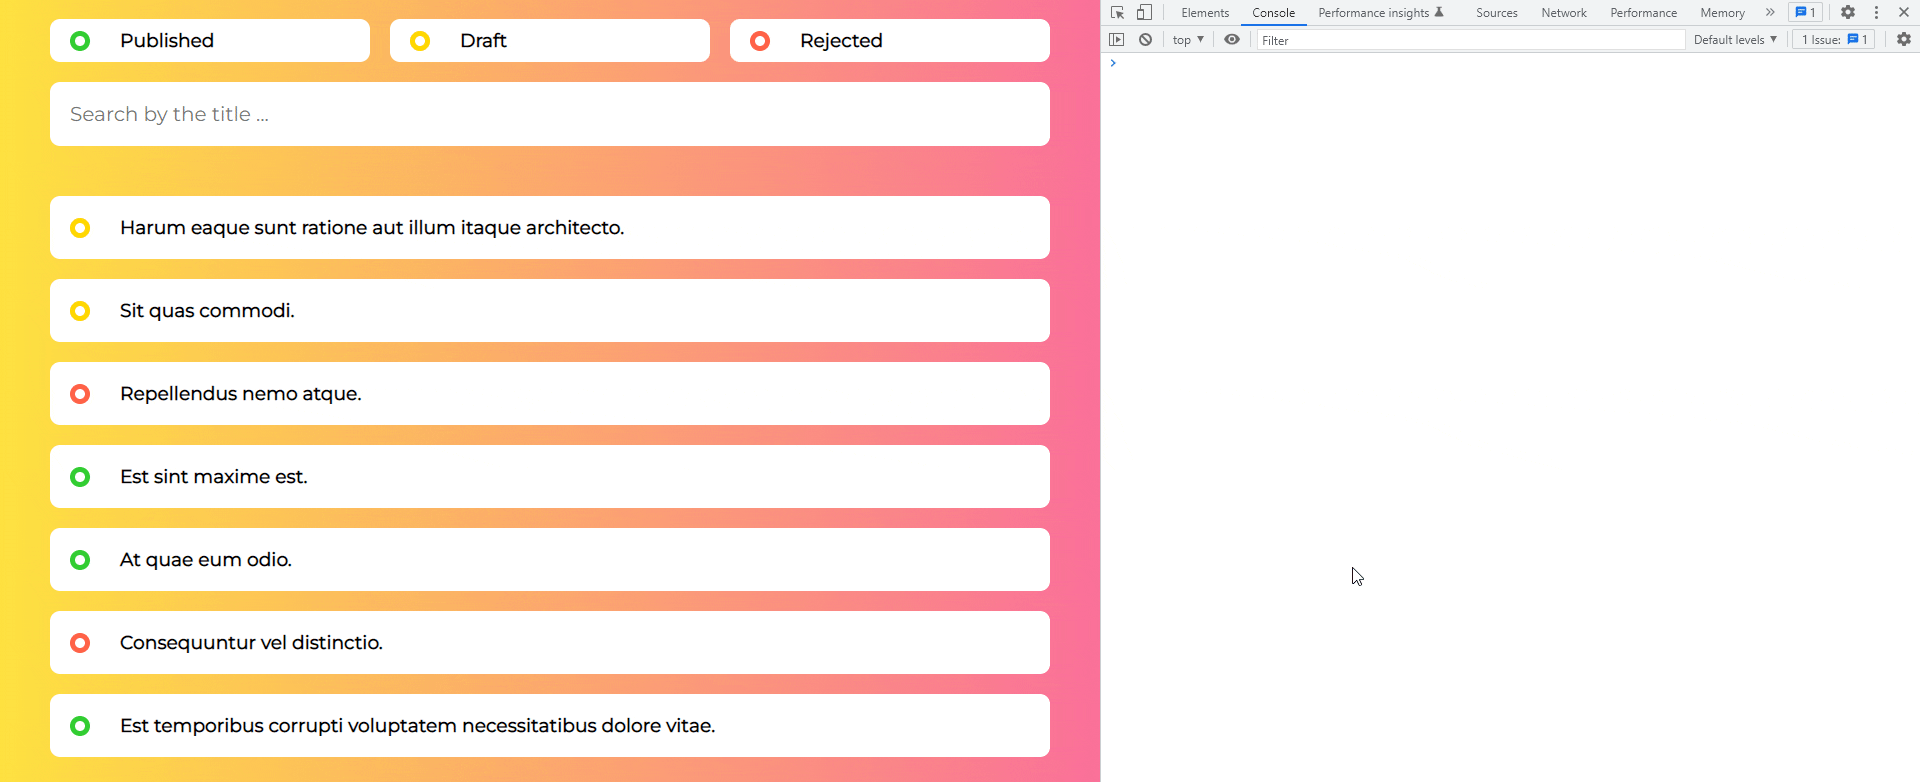 Published Draft Rejected
Search by the title ...
Harum eaque sunt ratione aut illum itaque architecto.
Sit quas commodi.
Repellendus nemo atque.
Est sint maxime est.
At quae eum odio.
Consequuntur vel distinctio.
Est temporibus corrupti voluptatem necessitatibus dolore vitae.
Elements Console Performance insights Sources Network Performance Memory » 1
top Filter Default levels 1 Issue: 1